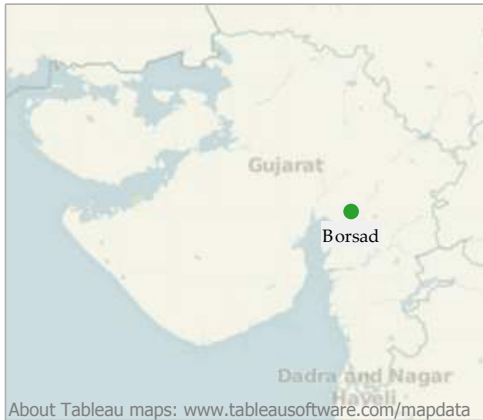 Gujarat
Borsad
Dadra and Nagar
Haveli
About Tableau maps: www.tableausoftware.com/mapdata